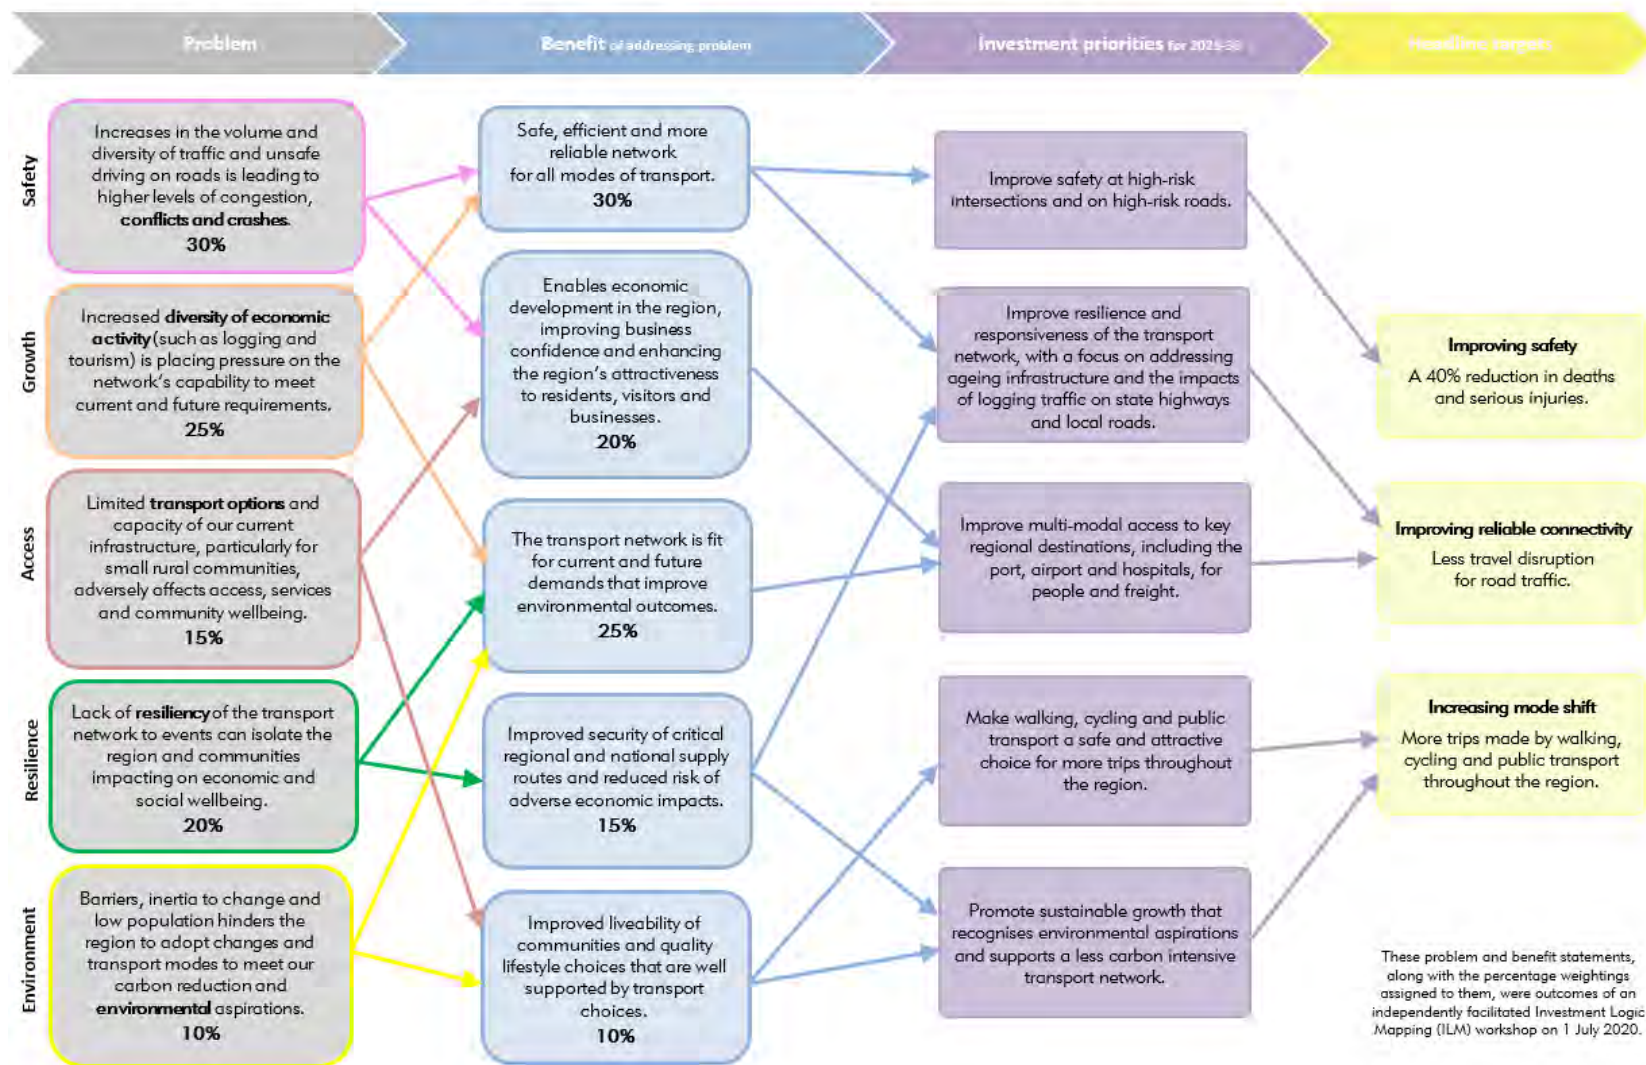 Problem
Benefit of addressing problem
Investment priorities for 2025-30
Headline targets
Safety
Increases in the volume and
diversity of traffic and unsafe
driving on roads is leading to
higher levels of congestion,
conflicts and crashes.
30%
Growth
Increased diversity of economic
activity (such as logging and
tourism) is placing pressure on the
network's capability to meet
current and future requirements.
25%
Access
Limited transport options and
capacity of our current
infrastructure, particularly for
small rural communities,
adversely affects access, services
and community wellbeing.
15%
Resilience
Lack of resiliency of the transport
network to events can isolate the
region and communities
impacting on economic and
social wellbeing.
20%
Environment
Barriers, inertia to change and
low population hinders the
region to adopt changes and
transport modes to meet our
carbon reduction and
environmental aspirations.
10%
Safe, efficient and more
reliable network
for all modes of transport.
30%
Enables economic
development in the region,
improving business
confidence and enhancing
the region's attractiveness
to residents, visitors and
businesses.
20%
The transport network is fit
for current and future
demands that improve
environmental outcomes.
25%
Improved security of critical
regional and national supply
routes and reduced risk of
adverse economic impacts.
15%
Improved liveability of
communities and quality
lifestyle choices that are well
supported by transport
choices.
10%
Improve safety at high-risk
intersections and on high-risk roads.
Improve resilience and
responsiveness of the transport
network, with a focus on addressing
ageing infrastructure and the impacts
of logging traffic on state highways
and local roads.
Improve multi-modal access to key
regional destinations, including the
port, airport and hospitals, for
people and freight.
Make walking, cycling and public
transport a safe and attractive
choice for more trips throughout
the region.
Promote sustainable growth that
recognises environmental aspirations
and supports a less carbon intensive
transport network.
Improving safety
A 40% reduction in deaths
and serious injuries.
Improving reliable connectivity
Less travel disruption
for road traffic.
Increasing mode shift
More trips made by walking,
cycling and public transport
throughout the region.
These problem and benefit statements,
along with the percentage weightings
assigned to them, were outcomes of an
independently facilitated Investment Logic
Mapping (ILM) workshop on 1 July 2020.